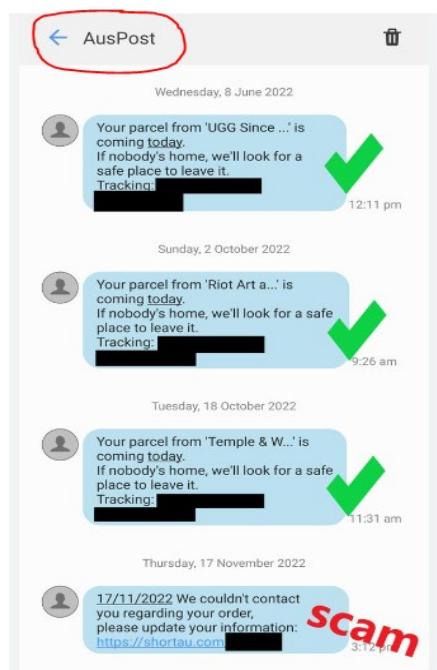 AusPost
Wednesday, 8 June 2022
Your parcel from 'UGG Since ...' is
coming today.
If nobody's home, we'll look for a
safe place to leave it.
Tracking:
12:11 pm
Sunday, 2 October 2022
Your parcel from 'Riot Art a...' is
coming today.
If nobody's home, we'll look for a safe
place to leave it.
Tracking:
9:26 am
Tuesday, 18 October 2022
Your parcel from 'Temple & W...' is
coming today.
If nobody's home, we'll look for a safe
place to leave it.
Tracking:
11:31 am
Thursday, 17 November 2022
17/11/2022 We couldn't contact
you regarding your order,
please update your information:
https://shortau.com
scam
3:12 pm